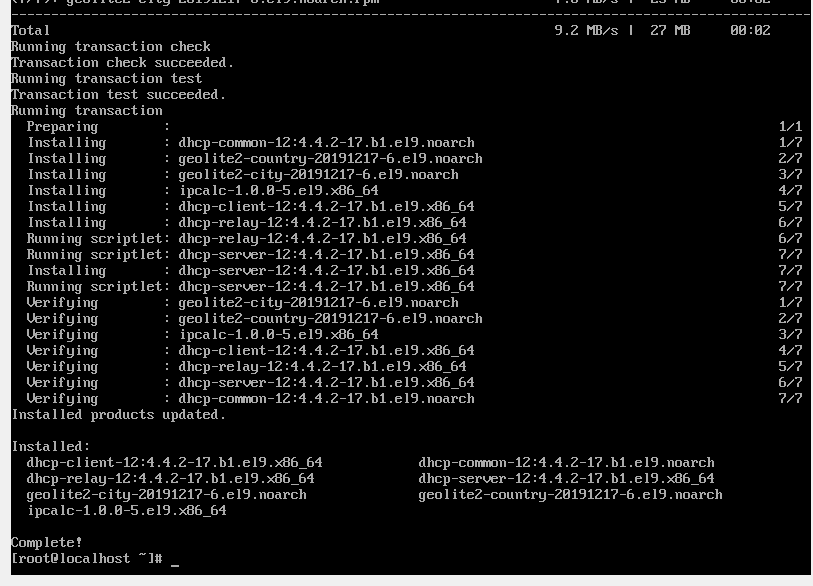 Total 9.2 MB/s | 27 MB 00:02
Running transaction check
Transaction check succeeded.
Running transaction test
Transaction test succeeded.
Running transaction
Preparing : 1/1
Installing : dhcp-common-12:4.4.2-17.b1.el9.noarch 1/7
Installing : geolite2-country-20191217-6.el9.noarch 2/7
Installing : geolite2-city-20191217-6.el9.noarch 3/7
Installing : ipcalc-1.0.0-5.el9.x86_64 4/7
Installing : dhcp-client-12:4.4.2-17.b1.el9.x86_64 5/7
Installing : dhcp-relay-12:4.4.2-17.b1.el9.x86_64 6/7
Running scriptlet: dhcp-relay-12:4.4.2-17.b1.el9.x86_64 6/7
Running scriptlet: dhcp-server-12:4.4.2-17.b1.el9.x86_64 7/7
Installing : dhcp-server-12:4.4.2-17.b1.el9.x86_64 7/7
Running scriptlet: dhcp-server-12:4.4.2-17.b1.el9.x86_64 7/7
Verifying : geolite2-city-20191217-6.el9.noarch 1/7
Verifying : geolite2-country-20191217-6.el9.noarch 2/7
Verifying : ipcalc-1.0.0-5.el9.x86_64 3/7
Verifying : dhcp-client-12:4.4.2-17.b1.el9.x86_64 4/7
Verifying : dhcp-relay-12:4.4.2-17.b1.el9.x86_64 5/7
Verifying : dhcp-server-12:4.4.2-17.b1.el9.x86_64 6/7
Verifying : dhcp-common-12:4.4.2-17.b1.el9.noarch 7/7
Installed products updated.
Installed:
dhcp-client-12:4.4.2-17.b1.el9.x86_64 dhcp-common-12:4.4.2-17.b1.el9.noarch
dhcp-relay-12:4.4.2-17.b1.el9.x86_64 dhcp-server-12:4.4.2-17.b1.el9.x86_64
geolite2-city-20191217-6.el9.noarch geolite2-country-20191217-6.el9.noarch
ipcalc-1.0.0-5.el9.x86_64
Complete!
[root@localhost ~]# _